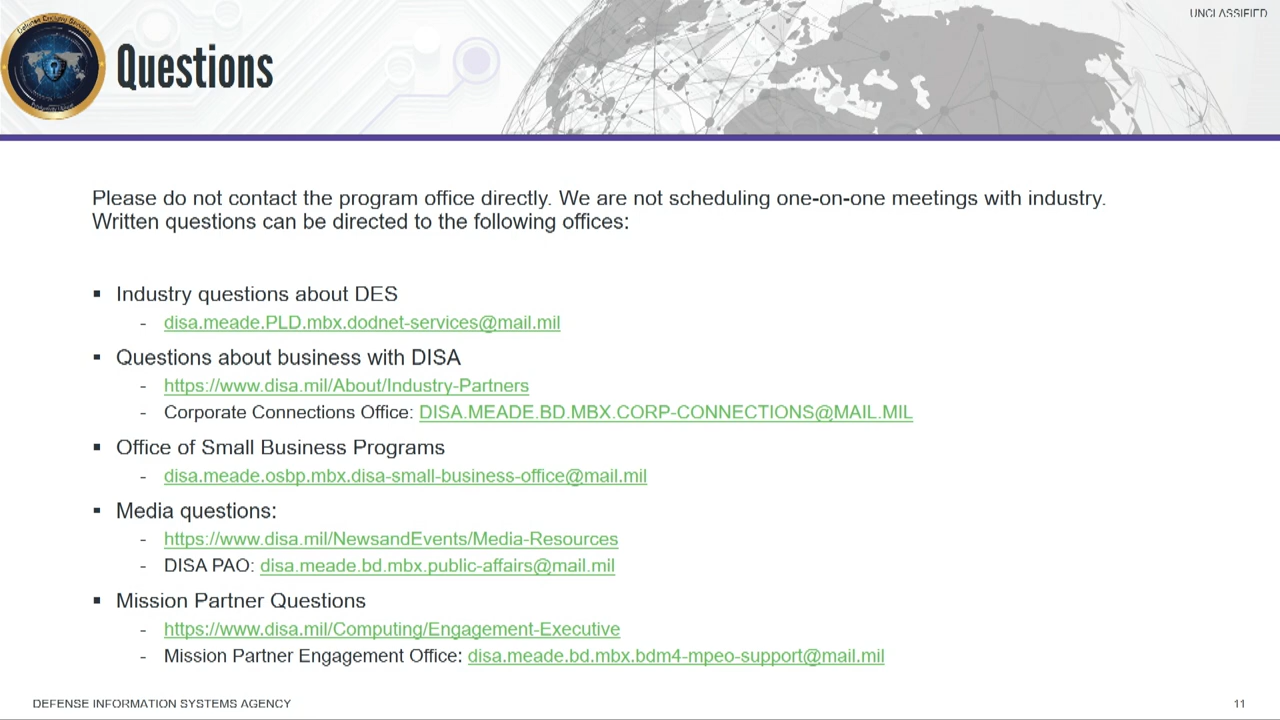 UNCLASSIFIED
Questions
Please do not contact the program office directly. We are not scheduling one-on-one meetings with industry.
Written questions can be directed to the following offices:
▪ Industry questions about DES
- disa.meade.PLD.mbx.dodnet-services@mail.mil
▪ Questions about business with DISA
- https://www.disa.mil/About/Industry-Partners
- Corporate Connections Office: DISA.MEADE.BD.MBX.CORP-CONNECTIONS@MAIL.MIL
▪ Office of Small Business Programs
- disa.meade.osbp.mbx.disa-small-business-office@mail.mil
▪ Media questions:
- https://www.disa.mil/NewsandEvents/Media-Resources
- DISA PAO: disa.meade.bd.mbx.public-affairs@mail.mil
▪ Mission Partner Questions
- https://www.disa.mil/Computing/Engagement-Executive
- Mission Partner Engagement Office: disa.meade.bd.mbx.bdm4-mpeo-support@mail.mil
DEFENSE INFORMATION SYSTEMS AGENCY
11